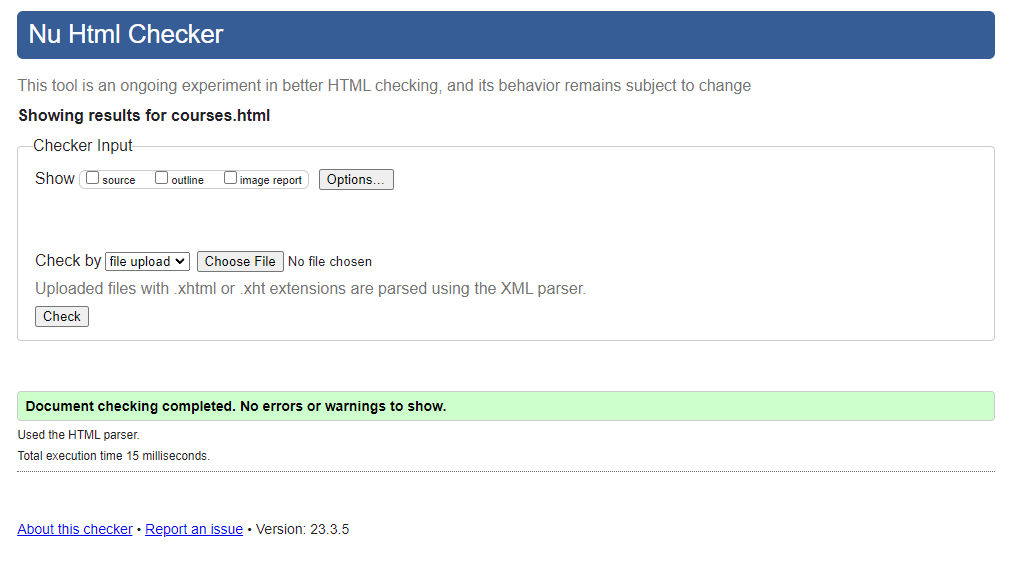 Nu Html Checker
This tool is an ongoing experiment in better HTML checking, and its behavior remains subject to change
Showing results for courses.html
Checker Input
Show source outline image report Options...
Check by file upload Choose File No file chosen
Uploaded files with .xhtml or .xht extensions are parsed using the XML parser.
Check
Document checking completed. No errors or warnings to show.
Used the HTML parser.
Total execution time 15 milliseconds.
About this checker • Report an issue • Version: 23.3.5